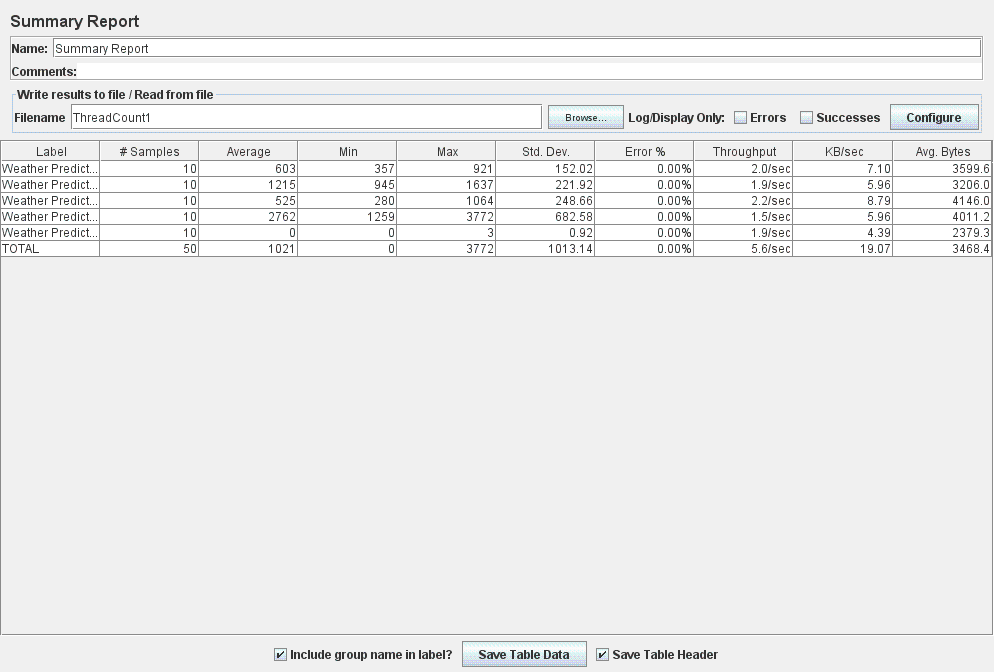 Summary Report
Name: Summary Report
Comments:
Write results to file / Read from file
Filename ThreadCount1 Browse... Log/Display Only: Errors Successes Configure
Label # Samples Average Min Max Std. Dev. Error % Throughput KB/sec Avg. Bytes
Weather Predict... 10 603 357 921 152.02 0.00% 2.0/sec 7.10 3599.6
Weather Predict... 10 1215 945 1637 221.92 0.00% 1.9/sec 5.96 3206.0
Weather Predict... 10 525 280 1064 248.66 0.00% 2.2/sec 8.79 4146.0
Weather Predict... 10 2762 1259 3772 682.58 0.00% 1.5/sec 5.96 4011.2
Weather Predict... 10 0 0 3 0.92 0.00% 1.9/sec 4.39 2379.3
TOTAL 50 1021 0 3772 1013.14 0.00% 5.6/sec 19.07 3468.4
Include group name in label? Save Table Data Save Table Header